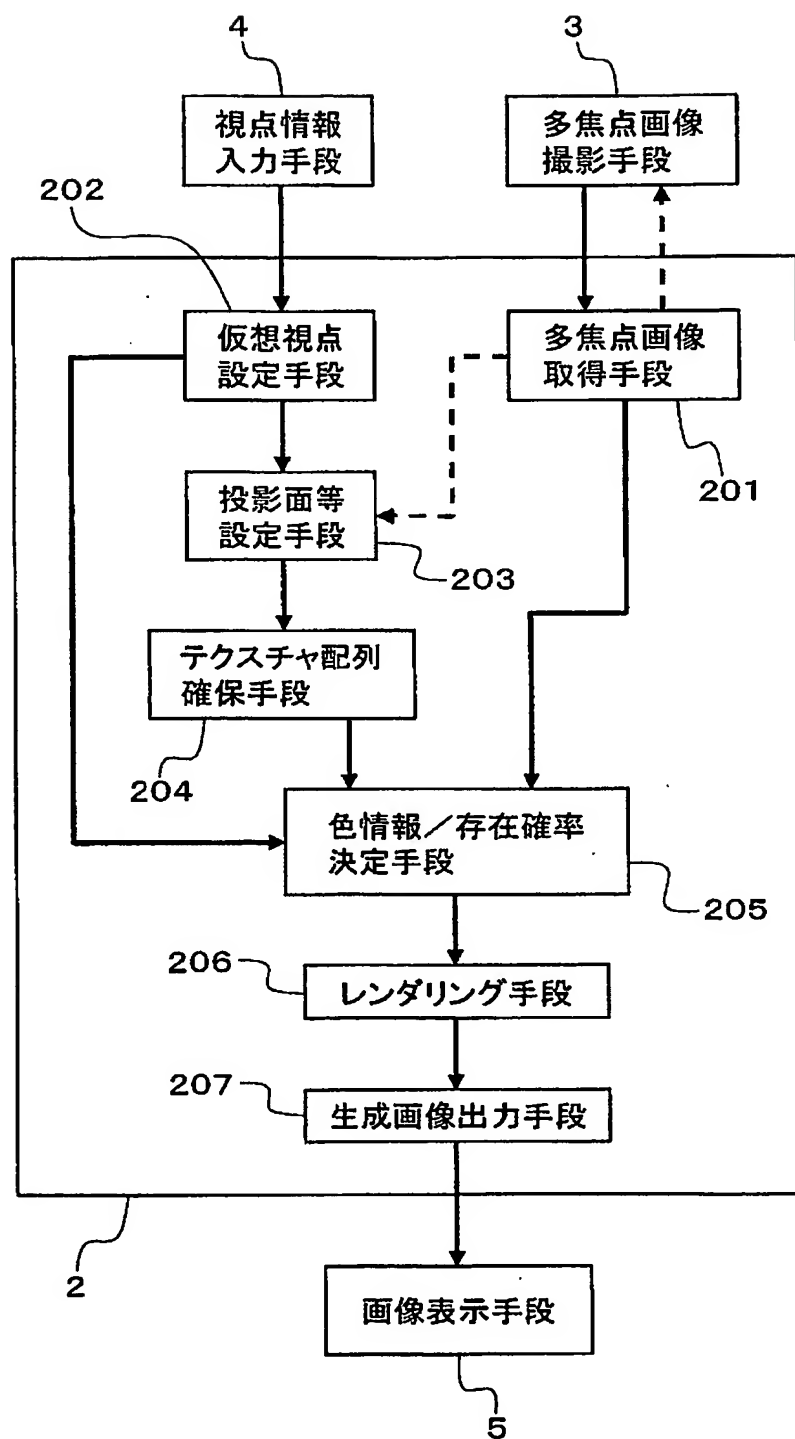 4
3
視点情報
入力手段
多焦点画像
撮影手段
202
仮想視点
設定手段
多焦点画像
取得手段
201
投影面等
設定手段
203
テクスチャ配列
確保手段
204
色情報／存在確率
決定手段
205
206
レンダリング手段
207
生成画像出力手段
2
画像表示手段
5